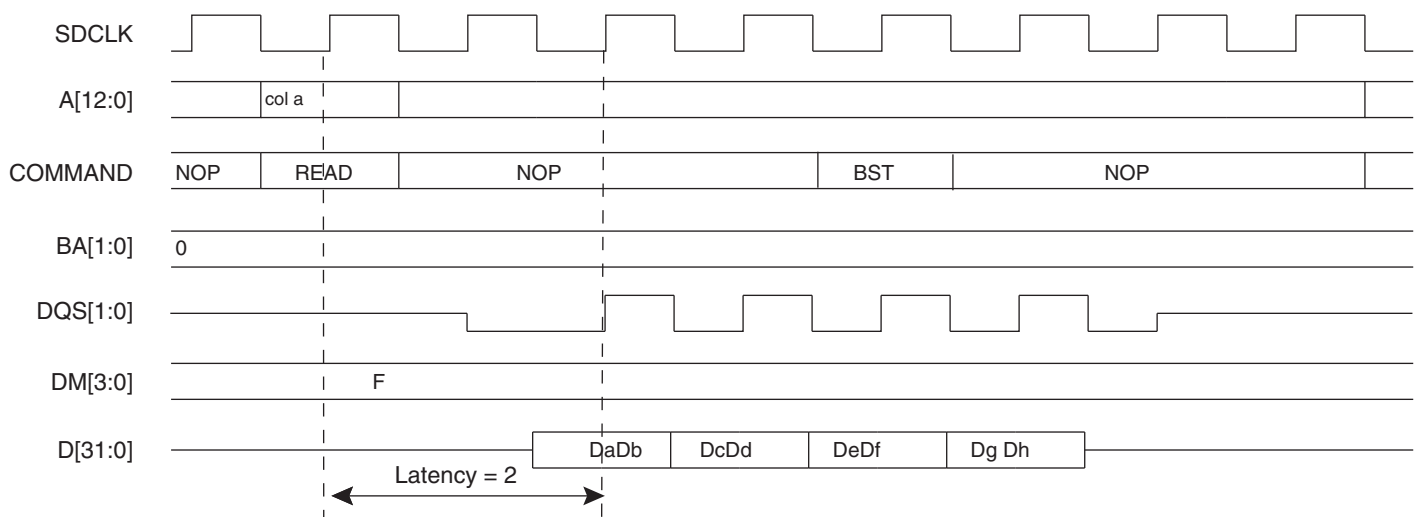 SDCLK
A[12:0] col a
COMMAND NOP READ NOP BST NOP
BA[1:0] 0
DQS[1:0]
DM[3:0] F
D[31:0] DaDb DcDd DeDf Dg Dh
Latency = 2